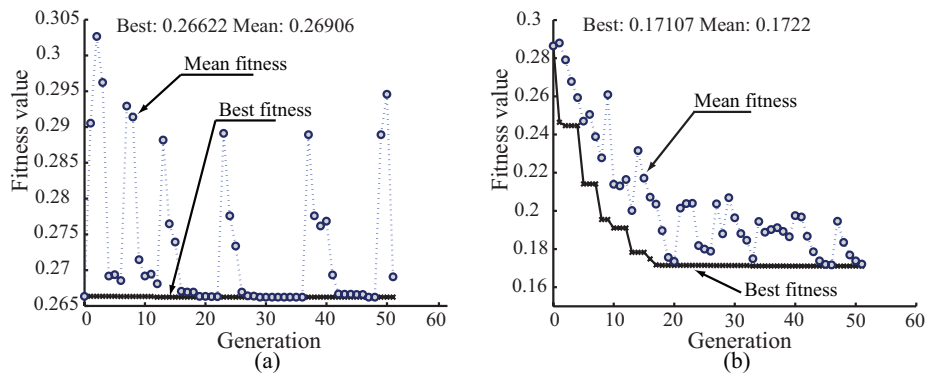 Best: 0.26622 Mean: 0.26906
Fitness value
0.305
0.3
0.295
0.29
0.285
0.28
0.275
0.27
0.265
Mean fitness
Best fitness
0 10 20 30 40 50 60
Generation
(a)
Best: 0.17107 Mean: 0.1722
Fitness value
0.3
0.28
0.26
0.24
0.22
0.2
0.18
0.16
Mean fitness
Best fitness
0 10 20 30 40 50 60
Generation
(b)